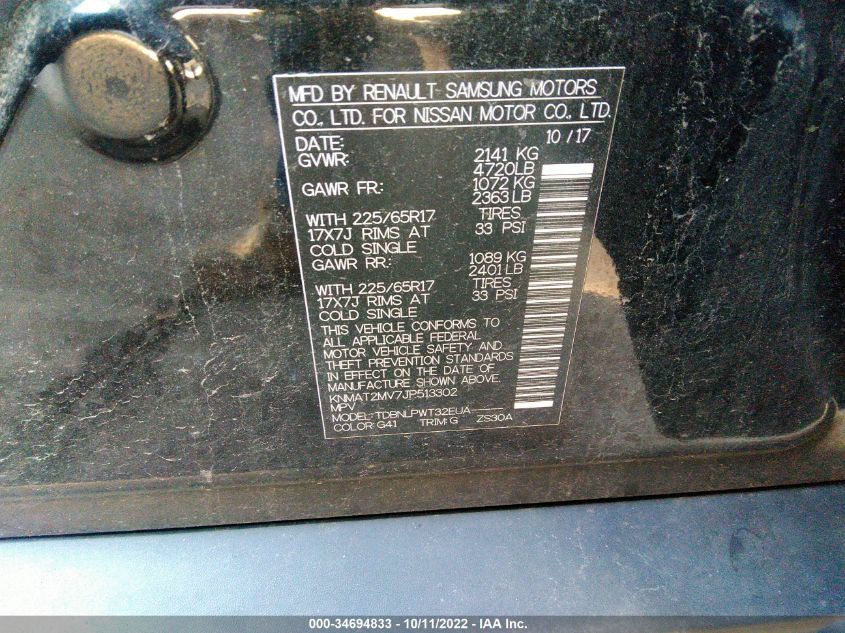 MFD BY RENAULT SAMSUNG MOTORS
CO., LTD. FOR NISSAN MOTOR CO., LTD.
DATE: 10 / 17
GVWR: 2141 KG
4720LB
GAWR FR.: 1072 KG
2363 LB
WITH 225/65R17 TIRES
17X7J RIMS AT 33 PSI
COLD SINGLE
GAWR RR.: 1089 KG
2401 LB
WITH 225/65R17 TIRES
17X7J RIMS AT 33 PSI
COLD SINGLE
THIS VEHICLE CONFORMS TO
ALL APPLICABLE FEDERAL
MOTOR VEHICLE SAFETY AND
THEFT PREVENTION STANDARDS
IN EFFECT ON THE DATE OF
MANUFACTURE SHOWN ABOVE.
KNMAT2MV7JP513302
MPV
MODEL: TDBNLPWT32EUA
COLOR: G41 TRIM: G ZS30A
000-34694833 - 10/11/2022 - IAA Inc.